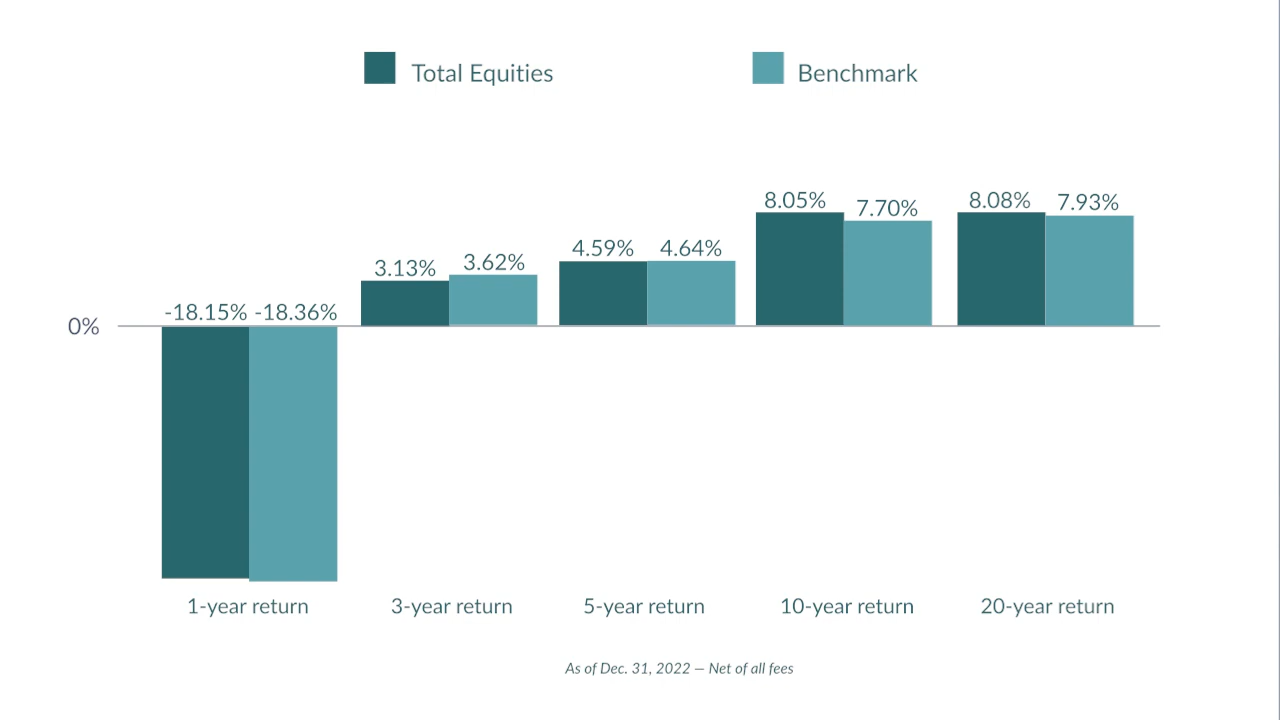 Total Equities
Benchmark
8.05%
7.70%
8.08%
7.93%
4.59%
4.64%
3.13%
3.62%
-18.15%
-18.36%
0%
1-year return
3-year return
5-year return
10-year return
20-year return
As of Dec. 31, 2022 — Net of all fees